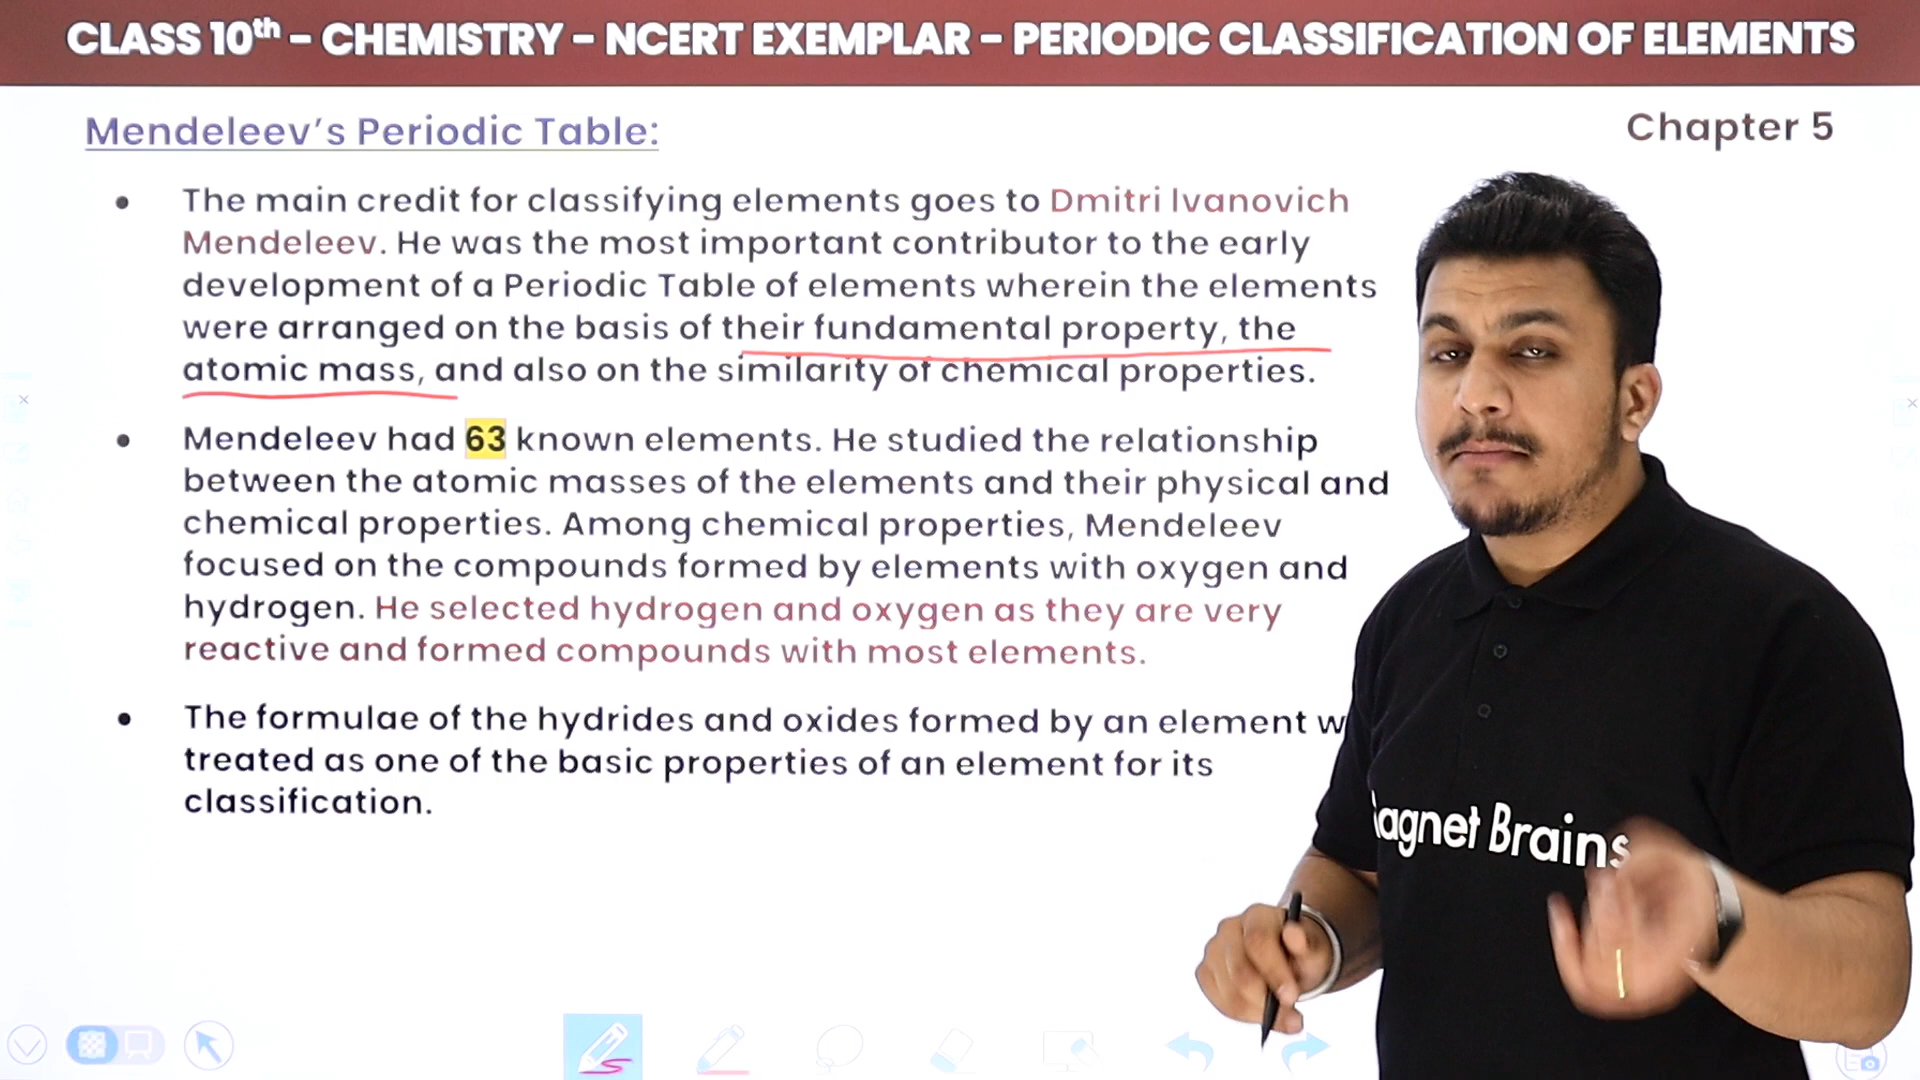 CLASS 10th - CHEMISTRY - NCERT EXEMPLAR - PERIODIC CLASSIFICATION OF ELEMENTS
Mendeleev's Periodic Table:
Chapter 5
• The main credit for classifying elements goes to Dmitri Ivanovich
Mendeleev. He was the most important contributor to the early
development of a Periodic Table of elements wherein the elements
were arranged on the basis of their fundamental property, the
atomic mass, and also on the similarity of chemical properties.
• Mendeleev had 63 known elements. He studied the relationship
between the atomic masses of the elements and their physical and
chemical properties. Among chemical properties, Mendeleev
focused on the compounds formed by elements with oxygen and
hydrogen. He selected hydrogen and oxygen as they are very
reactive and formed compounds with most elements.
• The formulae of the hydrides and oxides formed by an element
treated as one of the basic properties of an element for its
classification.
agnet Brains